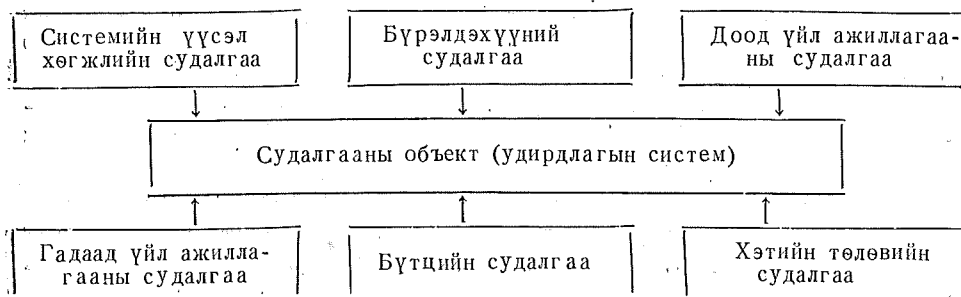 Системийн үүсэл
хөгжлийн судалгаа
Бүрэлдэхүүний
судалгаа
Доод үйл ажиллагаа-
ны судалгаа
Судалгааны объект (удирдлагын систем)
Гадаад үйл ажилла-
гааны судалгаа
Бүтцийн судалгаа
Хэтийн төлөвийн
судалгаа